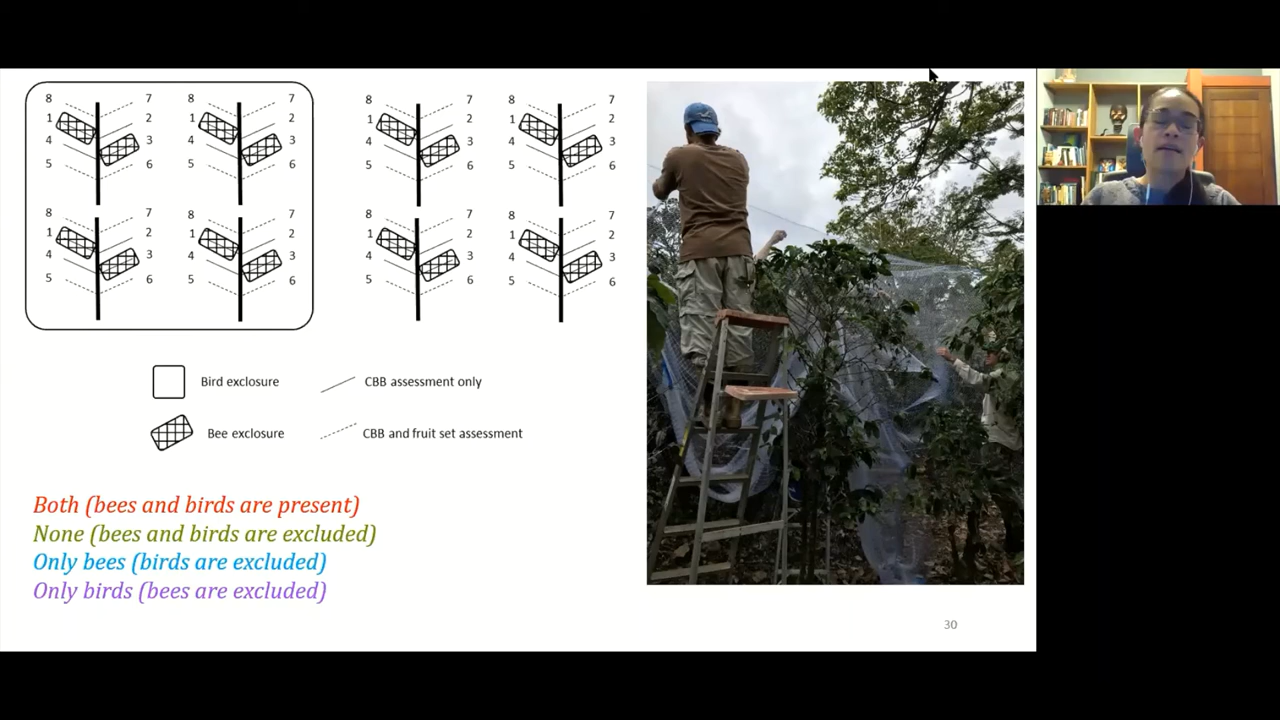 8 7 8 7 8 7 8 7
1 2 1 2 1 2 1 2
4 3 4 3 4 3 4 3
5 6 5 6 5 6 5 6
8 7 8 7 8 7 8 7
1 2 1 2 1 2 1 2
4 3 4 3 4 3 4 3
5 6 5 6 5 6 5 6
Bird exclosure CBB assessment only
Bee exclosure CBB and fruit set assessment
Both (bees and birds are present)
None (bees and birds are excluded)
Only bees (birds are excluded)
Only birds (bees are excluded)
30